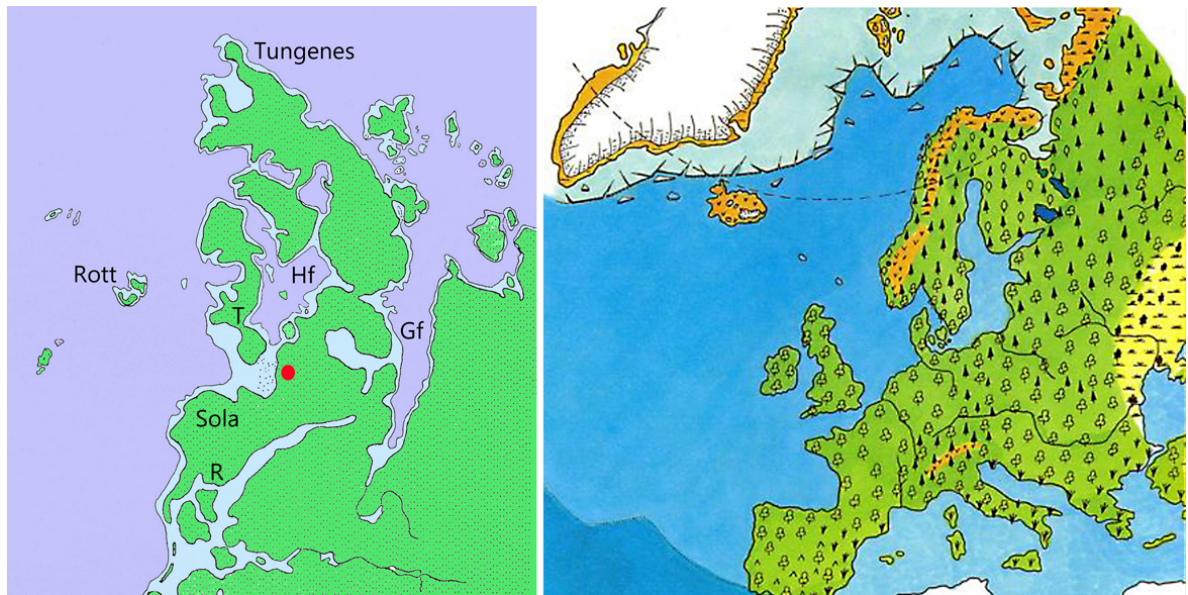 Tungenes
Rott
Hf
T
Gf
Sola
R